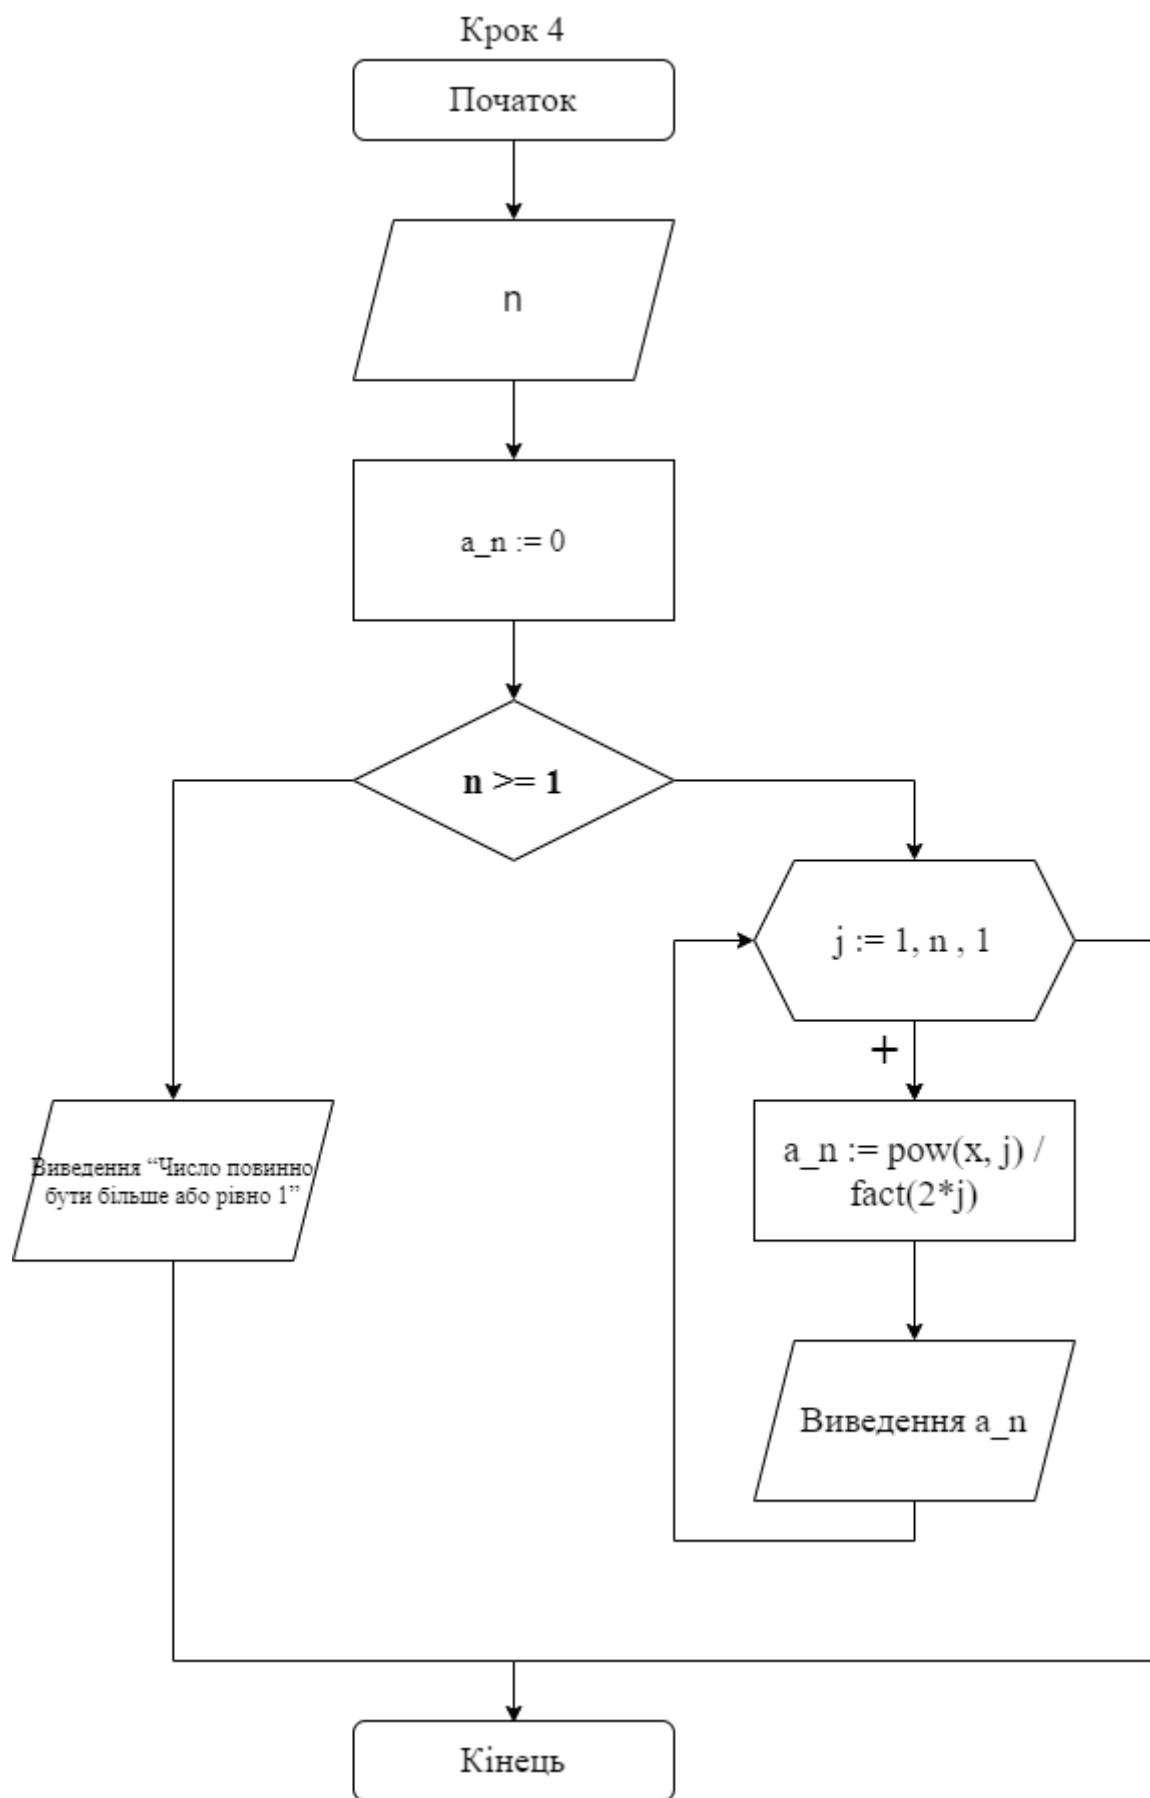 Крок 4
Початок
n
a_n := 0
n >= 1
j := 1, n , 1
+
a_n := pow(x, j) /
fact(2*j)
Виведення “Число повинно
бути більше або рівно 1”
Виведення a_n
Кінець